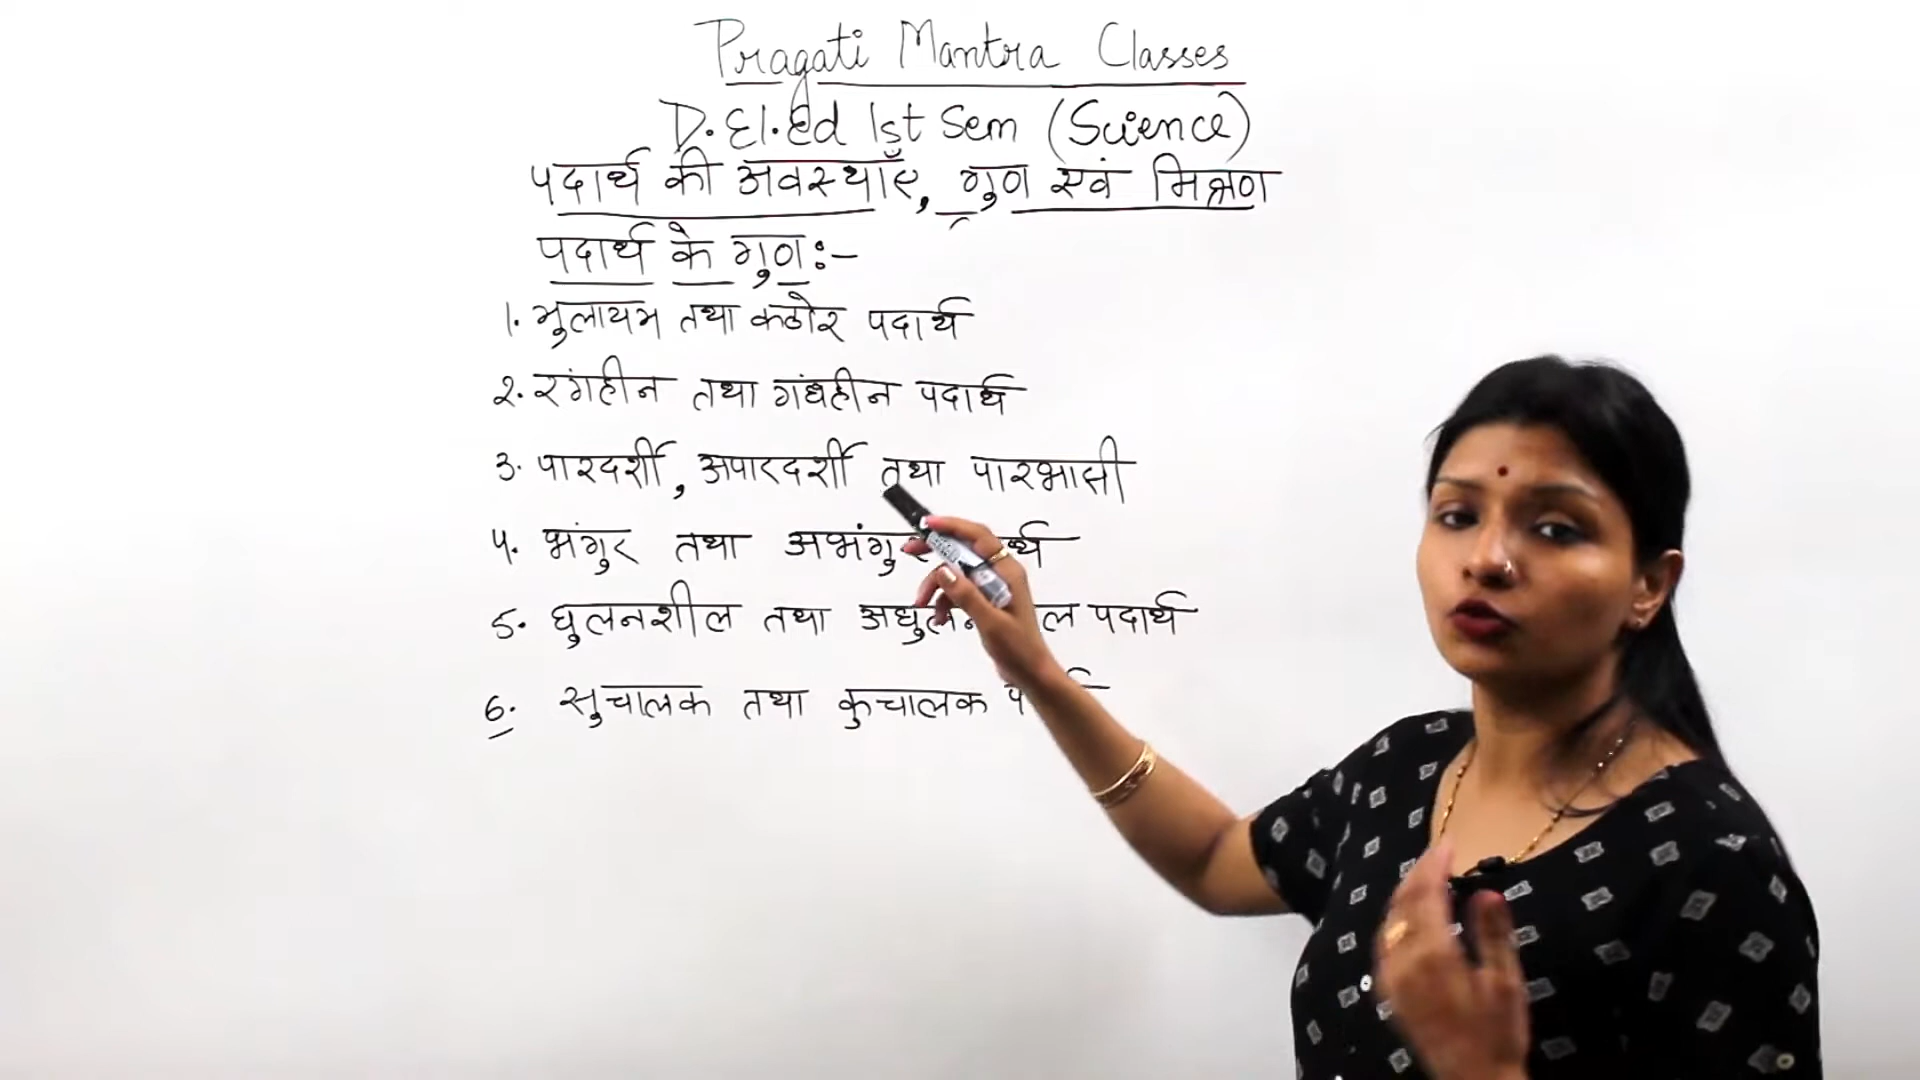 Pragati Mantra Classes
D.El.Ed 1st Sem (Science)
पदार्थ की अवस्थाएँ, गुण एवं मिश्रण
पदार्थ के गुण:-
1. मुलायम तथा कठोर पदार्थ
2. रंगहीन तथा गंधहीन पदार्थ
3. पारदर्शी, अपारदर्शी तथा पारभासी
4. भंगुर तथा
5. घुलनशील तथा पदार्थ
6. सुचालक तथा कुचालक